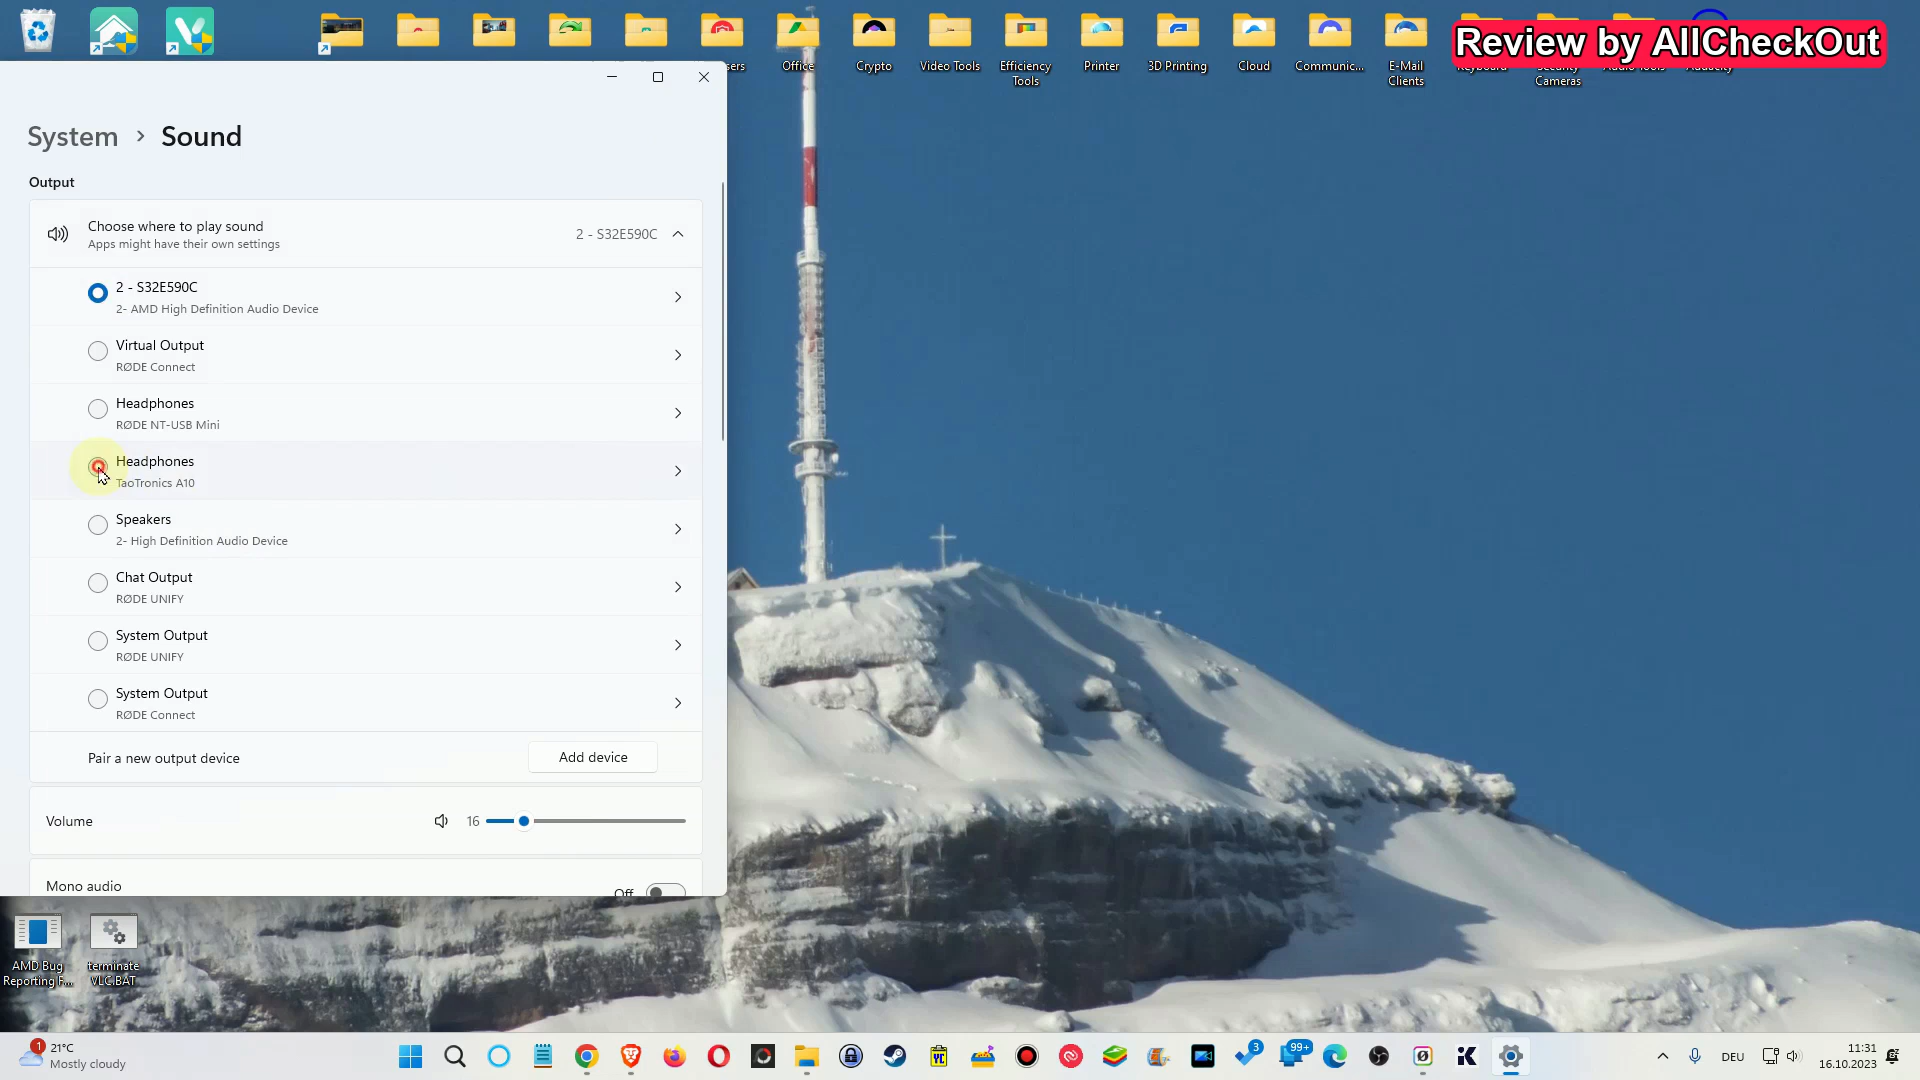 Review by AllCheckOut
Office
Crypto
Video Tools
Efficiency
Tools
Printer
3D Printing
Cloud
Communic...
E-Mail
Clients
Cameras
System > Sound
Output
Choose where to play sound
Apps might have their own settings
2 - S32E590C
2 - S32E590C
2- AMD High Definition Audio Device
Virtual Output
RØDE Connect
Headphones
RØDE NT-USB Mini
Headphones
TaoTronics A10
Speakers
2- High Definition Audio Device
Chat Output
RØDE UNIFY
System Output
RØDE UNIFY
System Output
RØDE Connect
Pair a new output device
Add device
Volume
16
Mono audio
Off
AMD Bug
Reporting F...
terminate
VLC.BAT
1
21°C
Mostly cloudy
3
99+
DEU
11:31
16.10.2023